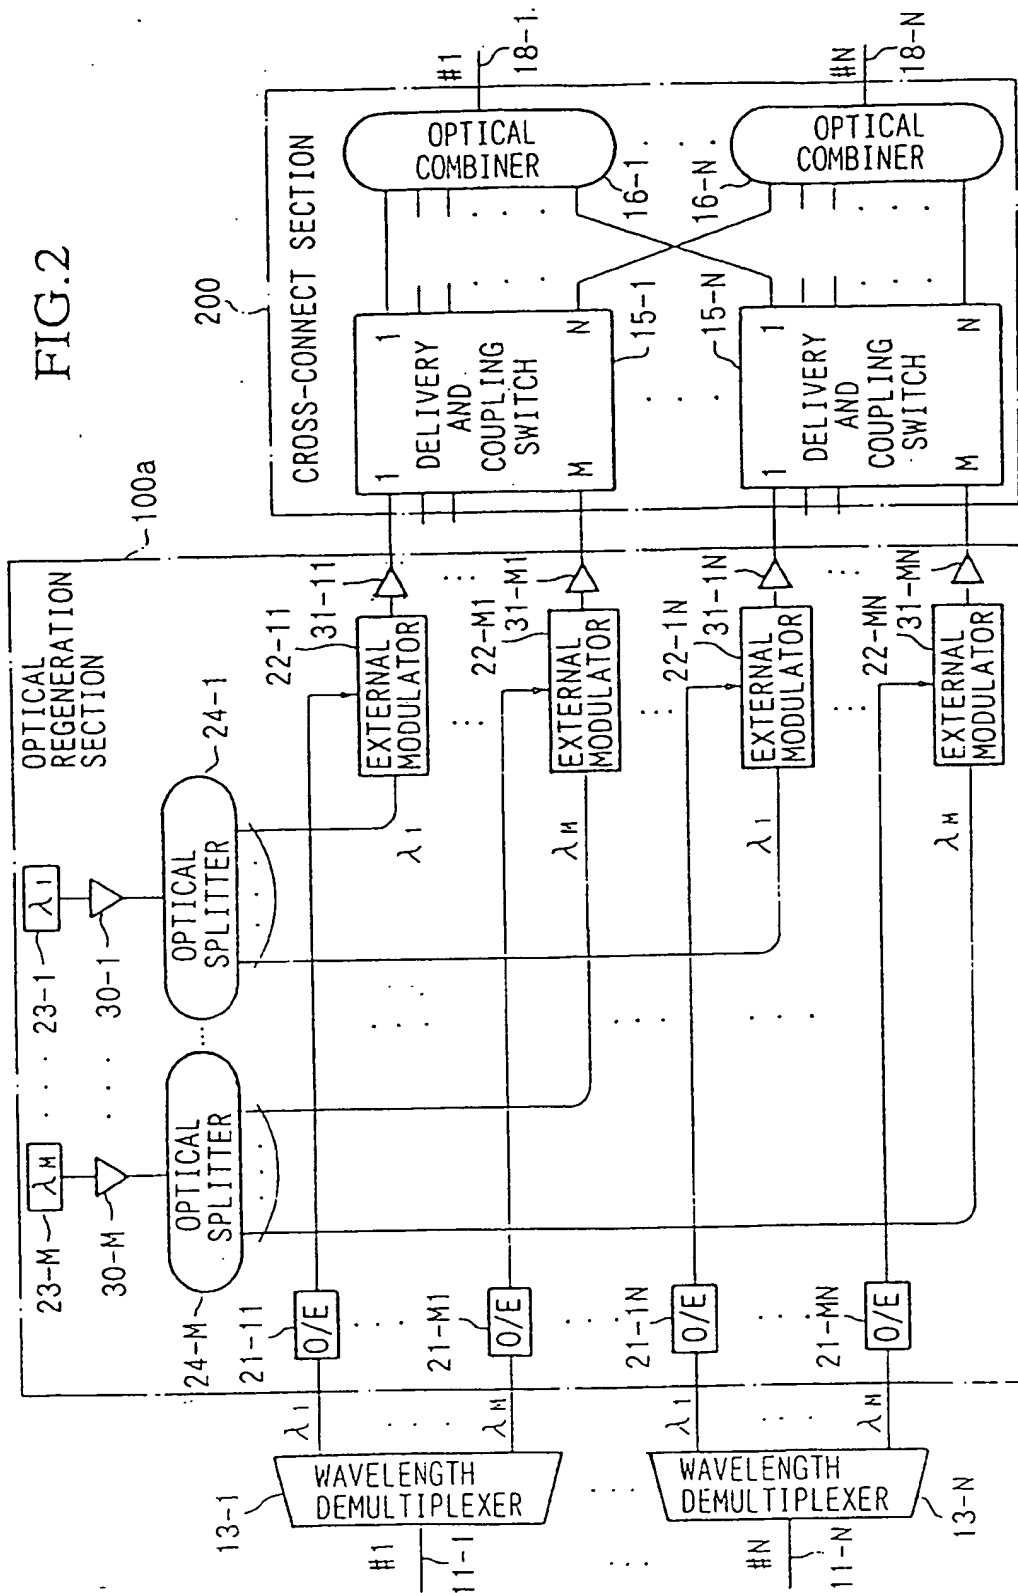 FIG.2
200
CROSS-CONNECT SECTION
100a
OPTICAL
REGENERATION
SECTION
23-M
λM
. . . .
23-1
λ1
30-M
. . . .
30-1
24-M
OPTICAL
SPLITTER
....
OPTICAL
SPLITTER
24-1
#1
11-1
13-1
WAVELENGTH
DEMULTIPLEXER
λ1
. . . .
λM
21-11
O/E
. . . .
21-M1
O/E
λ1
22-11
EXTERNAL
MODULATOR
31-11
...
λM
22-M1
EXTERNAL
MODULATOR
31-M1
1
1
DELIVERY
AND
COUPLING
SWITCH
M
N
15-1
. . . .
OPTICAL
COMBINER
16-1
#1
18-1
. . . .
#N
11-N
13-N
WAVELENGTH
DEMULTIPLEXER
λ1
. . . .
λM
21-1N
O/E
. . . .
21-MN
O/E
λ1
22-1N
EXTERNAL
MODULATOR
31-1N
...
λM
22-MN
EXTERNAL
MODULATOR
31-MN
1
1
DELIVERY
AND
COUPLING
SWITCH
M
N
15-N
. . . .
OPTICAL
COMBINER
16-N
#N
18-N